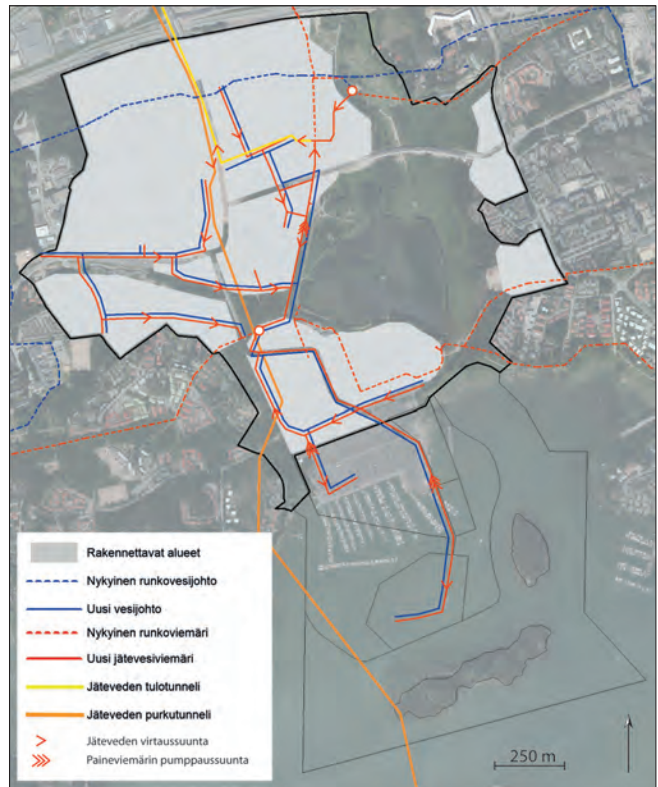 Rakennettavat alueet
Nykyinen runkovesijohto
Uusi vesijohto
Nykyinen runkoviemäri
Uusi jätevesiviemäri
Jäteveden tulotunneli
Jäteveden purkutunneli
Jäteveden virtaussuunta
Paineviemärin pumppaussuunta
250 m